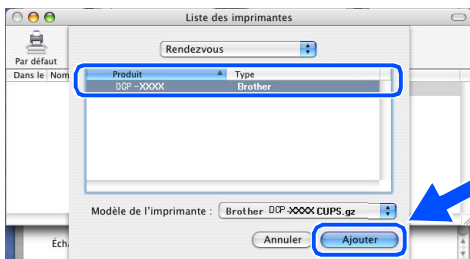 Liste des imprimantes
Rendezvous
Par défaut
Dans le Nom
Produit Type
DCP-XXXX Brother
Modèle de l'imprimante : Brother DCP-XXXX CUPS.gz
Éch
Annuler Ajouter